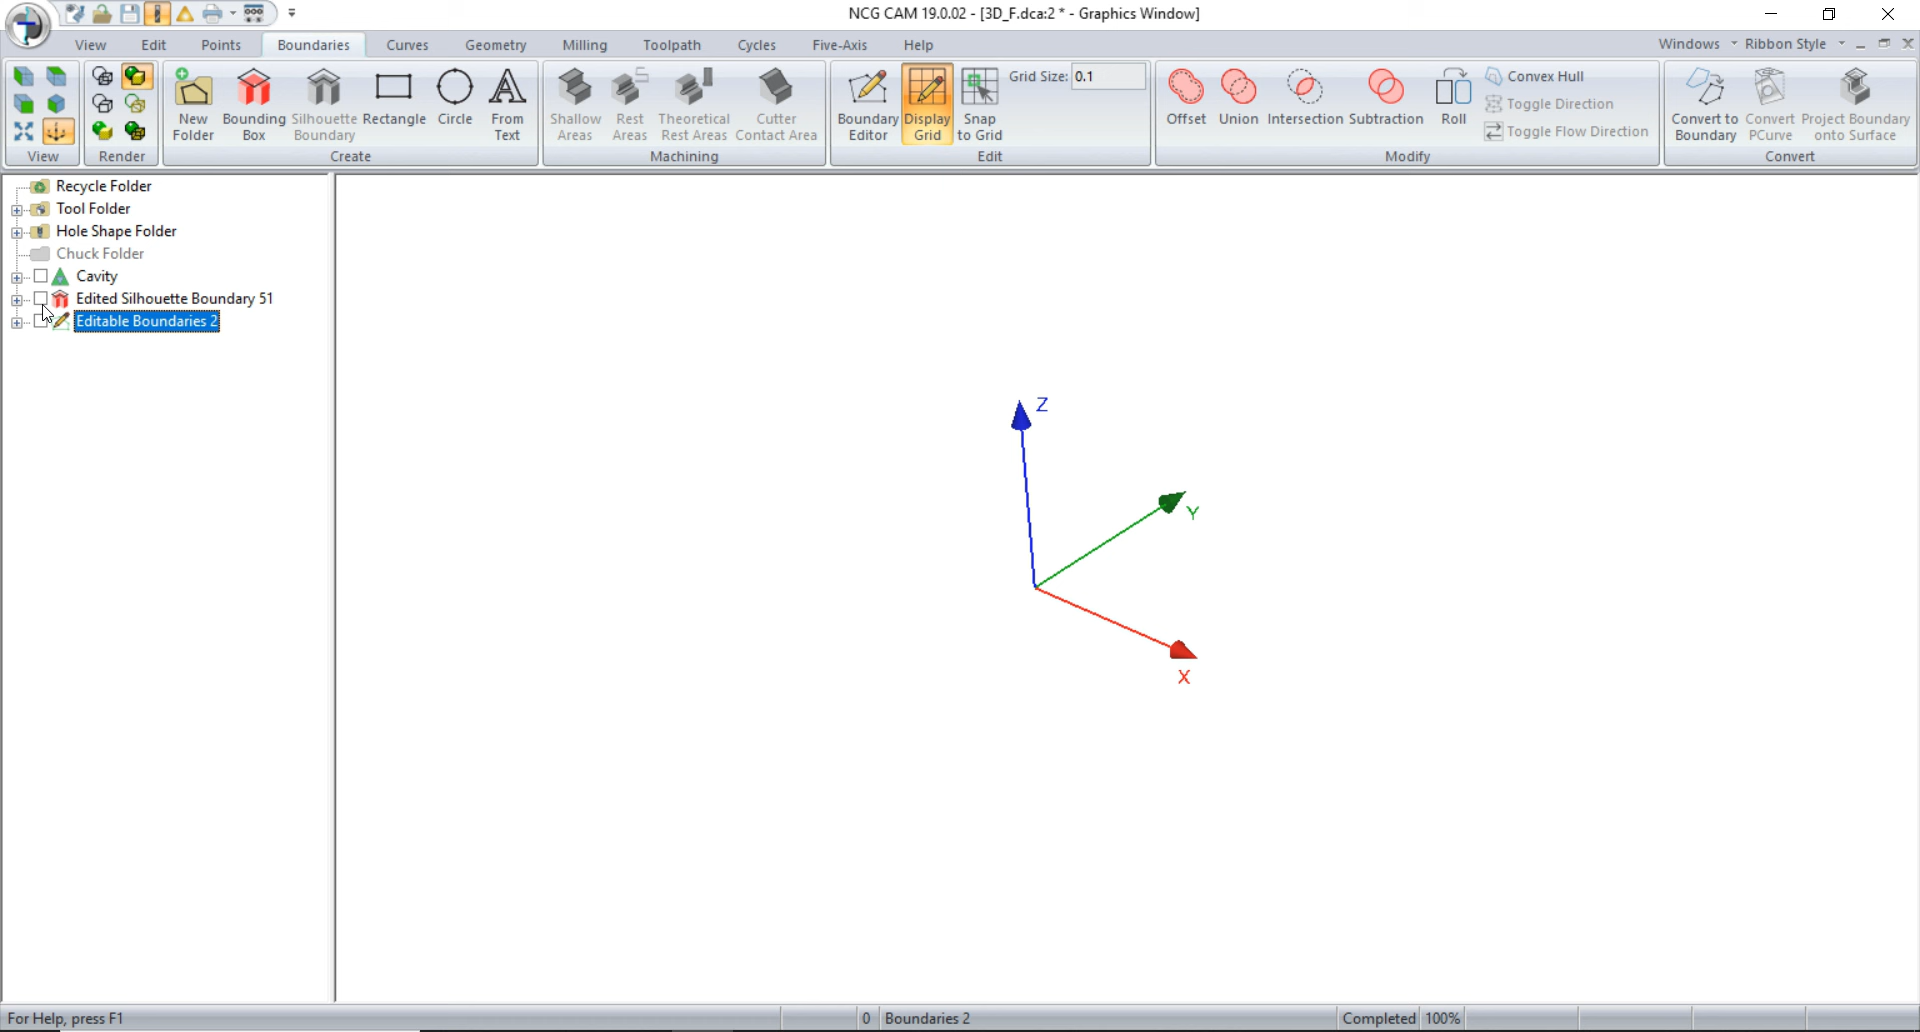 NCG CAM 19.0.02 - [3D_F.dca:2 * - Graphics Window]
View Edit Points Boundaries Curves Geometry Milling Toolpath Cycles Five-Axis Help Windows Ribbon Style
View
Render
New Folder
Bounding Box
Silhouette Boundary
Rectangle
Circle
From Text
Create
Shallow Areas
Rest Areas
Theoretical Rest Areas
Cutter Contact Area
Machining
Boundary Editor
Display Grid
Snap to Grid
Grid Size: 0.1
Edit
Offset
Union
Intersection
Subtraction
Roll
Convex Hull
Toggle Direction
Toggle Flow Direction
Modify
Convert to Boundary
Convert PCurve
Project Boundary onto Surface
Convert
Recycle Folder
Tool Folder
Hole Shape Folder
Chuck Folder
Cavity
Edited Silhouette Boundary 51
Editable Boundaries 2
Z
Y
X
For Help, press F1
0 Boundaries 2
Completed 100%